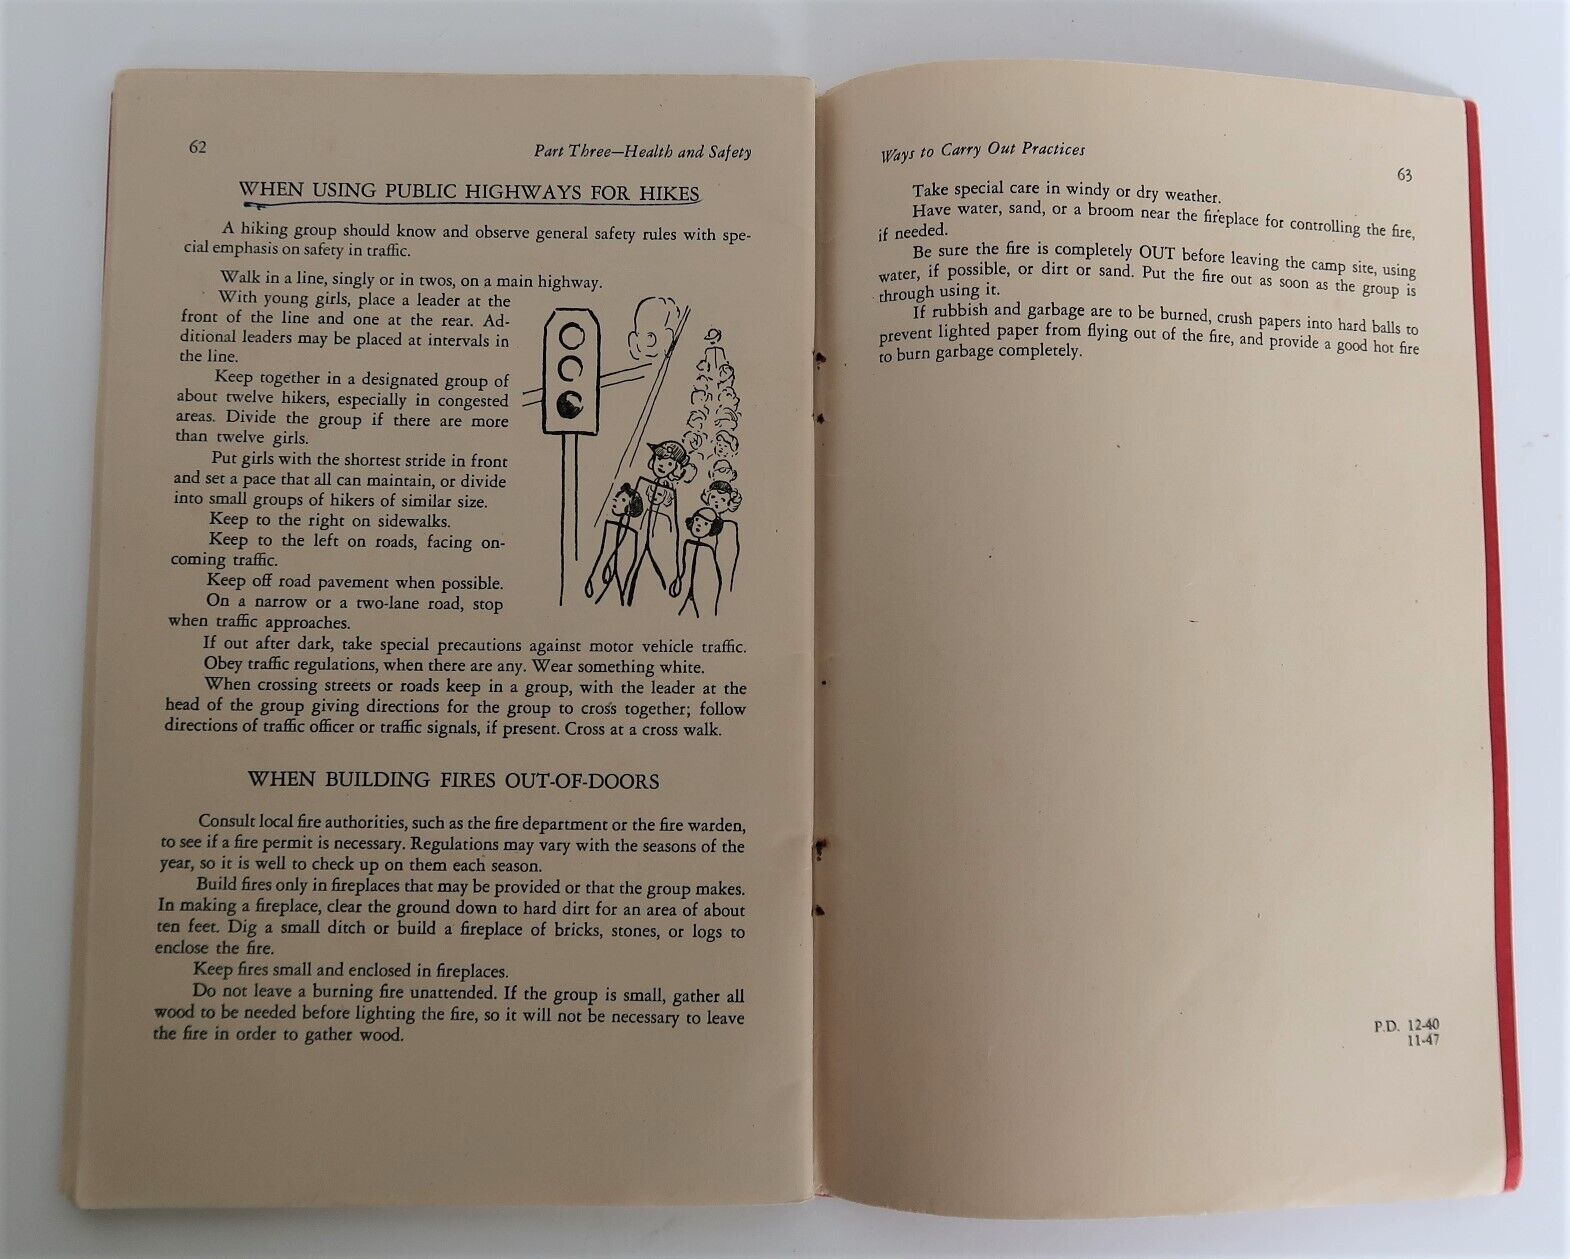 62
Part Three—Health and Safety
WHEN USING PUBLIC HIGHWAYS FOR HIKES
A hiking group should know and observe general safety rules with spe-
cial emphasis on safety in traffic.
Walk in a line, singly or in twos, on a main highway.
With young girls, place a leader at the
front of the line and one at the rear. Ad-
ditional leaders may be placed at intervals in
the line.
Keep together in a designated group of
about twelve hikers, especially in congested
areas. Divide the group if there are more
than twelve girls.
Put girls with the shortest stride in front
and set a pace that all can maintain, or divide
into small groups of hikers of similar size.
Keep to the right on sidewalks.
Keep to the left on roads, facing on-
coming traffic.
Keep off road pavement when possible.
On a narrow or a two-lane road, stop
when traffic approaches.
If out after dark, take special precautions against motor vehicle traffic.
Obey traffic regulations, when there are any. Wear something white.
When crossing streets or roads keep in a group, with the leader at the
head of the group giving directions for the group to cross together; follow
directions of traffic officer or traffic signals, if present. Cross at a cross walk.
WHEN BUILDING FIRES OUT-OF-DOORS
Consult local fire authorities, such as the fire department or the fire warden,
to see if a fire permit is necessary. Regulations may vary with the seasons of the
year, so it is well to check up on them each season.
Build fires only in fireplaces that may be provided or that the group makes.
In making a fireplace, clear the ground down to hard dirt for an area of about
ten feet. Dig a small ditch or build a fireplace of bricks, stones, or logs to
enclose the fire.
Keep fires small and enclosed in fireplaces.
Do not leave a burning fire unattended. If the group is small, gather all
wood to be needed before lighting the fire, so it will not be necessary to leave
the fire in order to gather wood.
Ways to Carry Out Practices
63
Take special care in windy or dry weather.
Have water, sand, or a broom near the fireplace for controlling the fire,
if needed.
Be sure the fire is completely OUT before leaving the camp site, using
water, if possible, or dirt or sand. Put the fire out as soon as the group is
through using it.
If rubbish and garbage are to be burned, crush papers into hard balls to
prevent lighted paper from flying out of the fire, and provide a good hot fire
to burn garbage completely.
P.D. 12-40
11-47